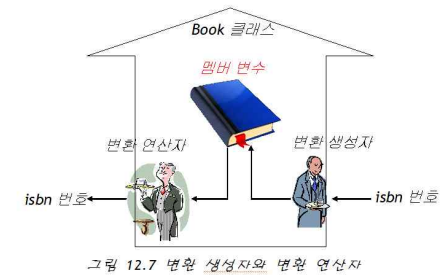 Book 클래스
멤버 변수
변환 연산자
변환 생성자
isbn 번호
isbn 번호
그림 12.7 변환 생성자와 변환 연산자